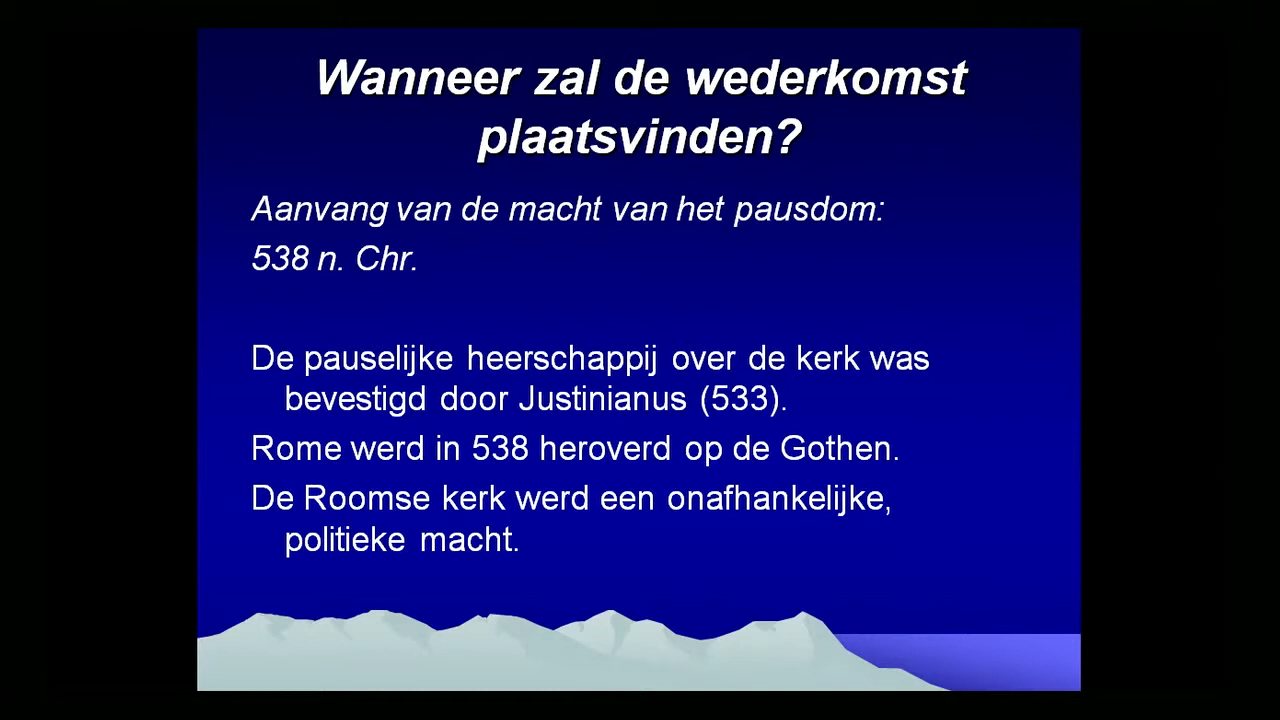 Wanneer zal de wederkomst
plaatsvinden?
Aanvang van de macht van het pausdom:
538 n. Chr.
De pauselijke heerschappij over de kerk was
bevestigd door Justinianus (533).
Rome werd in 538 heroverd op de Gothen.
De Roomse kerk werd een onafhankelijke,
politieke macht.